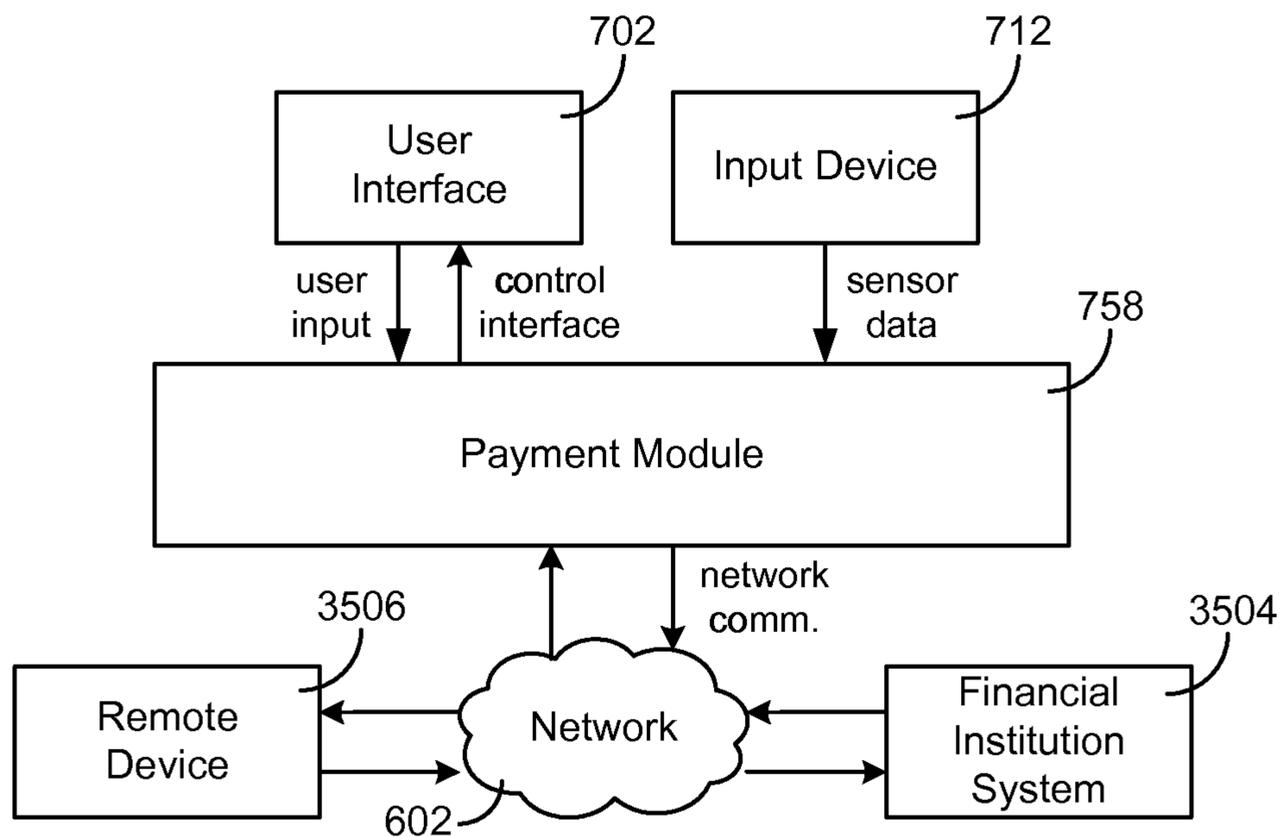 702
712
User
Interface
Input Device
user
input
control
interface
sensor
data
758
Payment Module
network
comm.
3506
3504
Remote
Device
Network
Financial
Institution
System
602